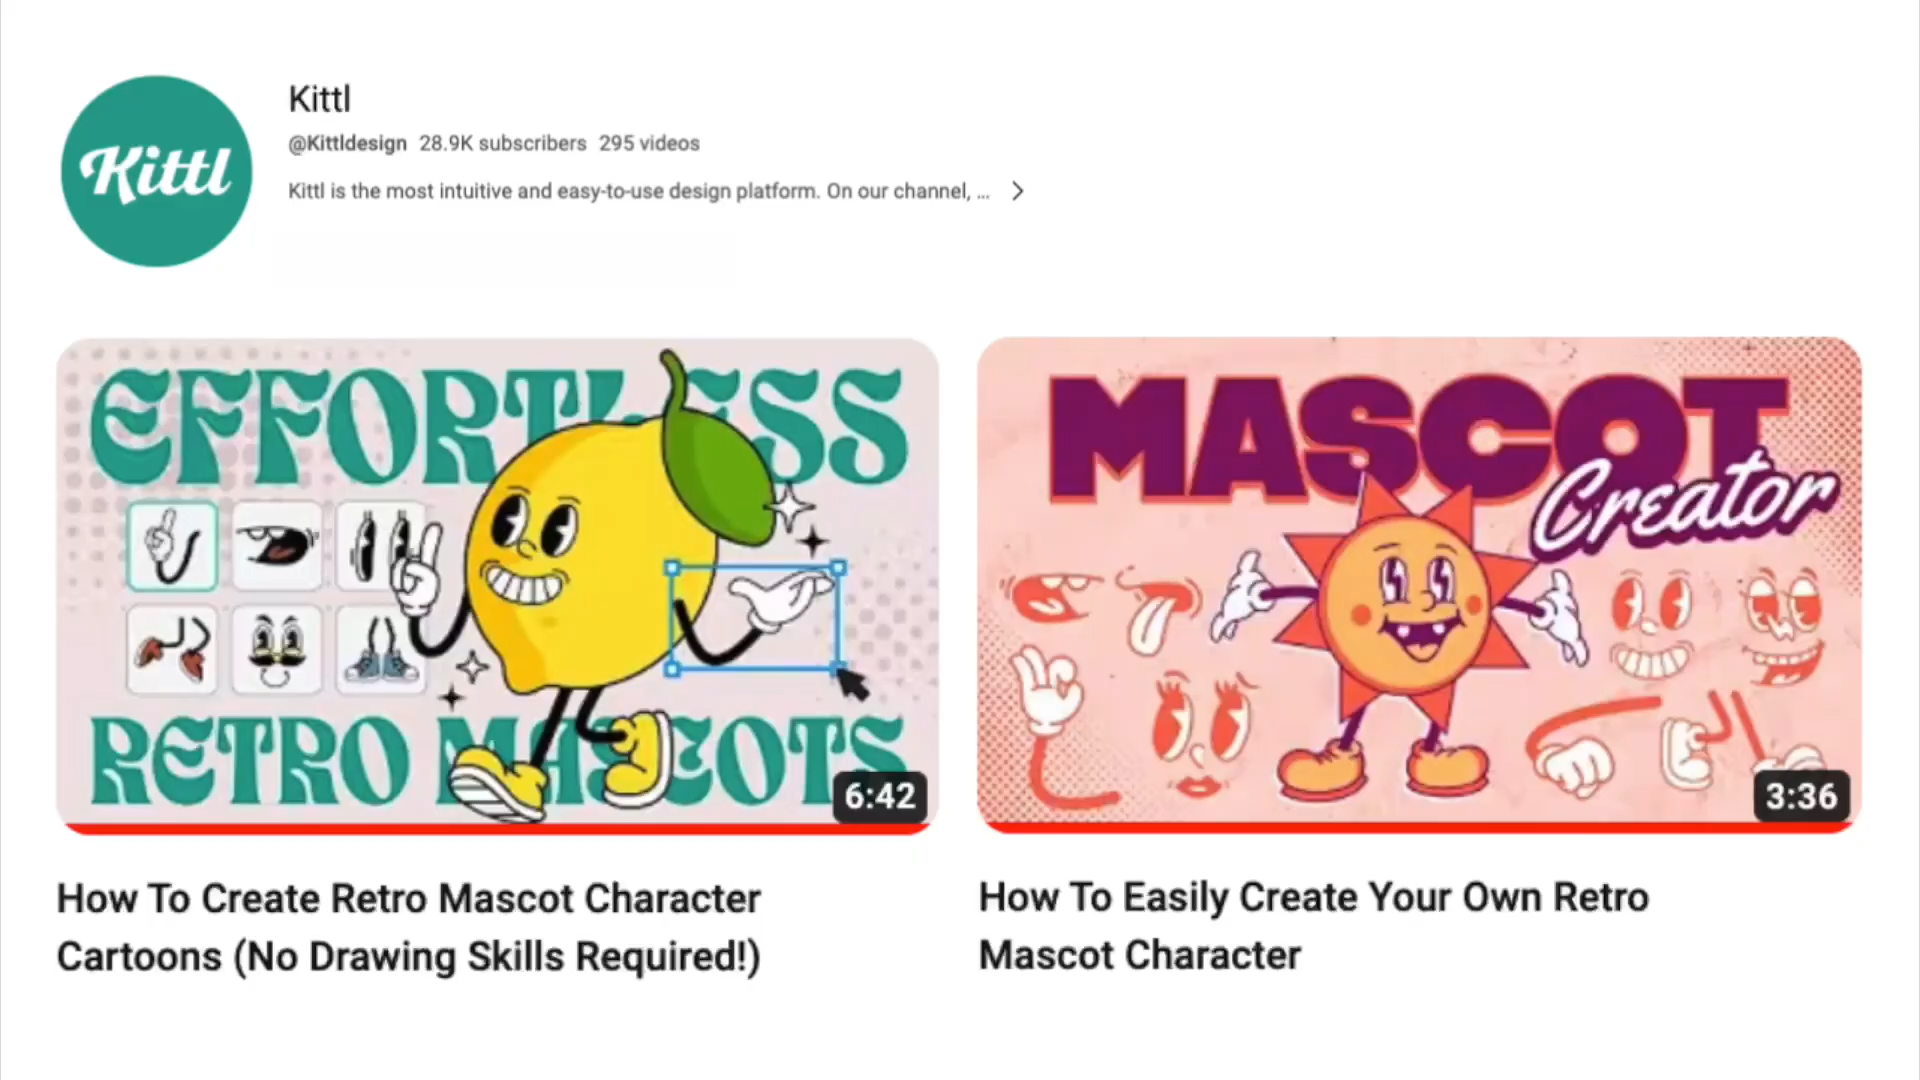 Kittl
Kittl
@Kittldesign 28.9K subscribers 295 videos
Kittl is the most intuitive and easy-to-use design platform. On our channel, ...
EFFORTLESS
RETRO MASCOTS
6:42
MASCOT
Creator
3:36
How To Create Retro Mascot Character
Cartoons (No Drawing Skills Required!)
How To Easily Create Your Own Retro
Mascot Character